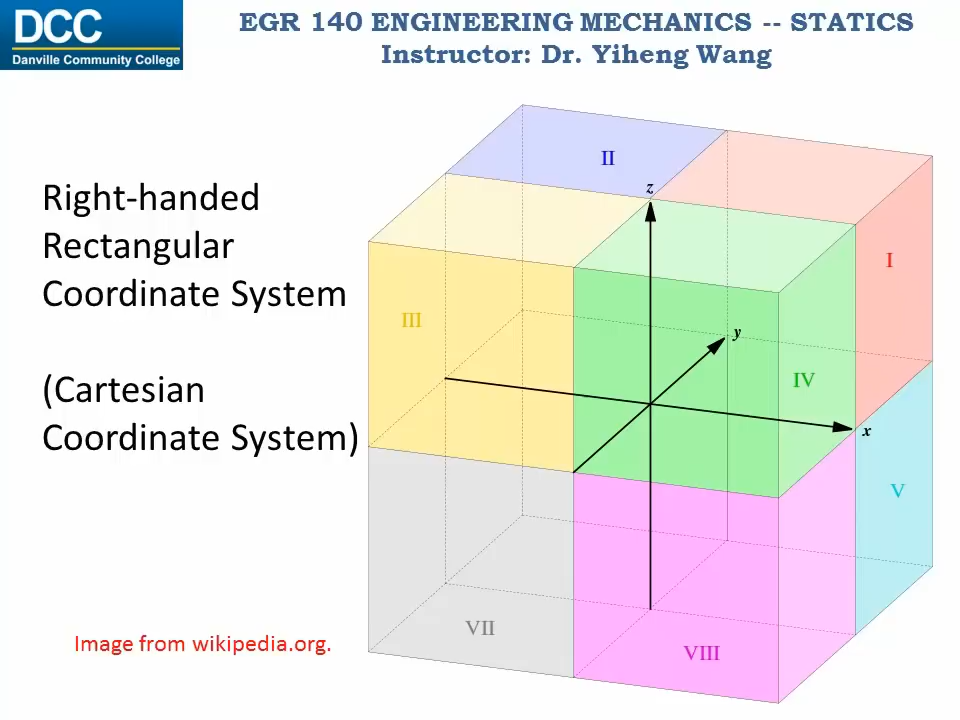 DCC
Danville Community College
EGR 140 ENGINEERING MECHANICS -- STATICS
Instructor: Dr. Yiheng Wang
Right-handed
Rectangular
Coordinate System
(Cartesian
Coordinate System)
II
z
I
III
y
IV
x
V
VII
VIII
Image from wikipedia.org.